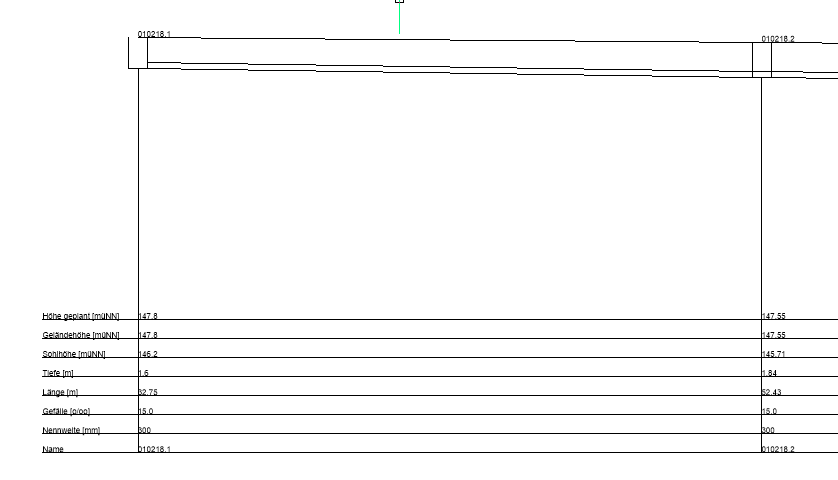 010218.1 010218.2
Höhe geplant [müNN] 147.8 147.55
Geländehöhe [müNN] 147.8 147.55
Sohlhöhe [müNN] 146.2 145.71
Tiefe [m] 1.6 1.84
Länge [m] 32.75 52.43
Gefälle [o/oo] 15.0 15.0
Nennweite [mm] 300 300
Name 010218.1 010218.2